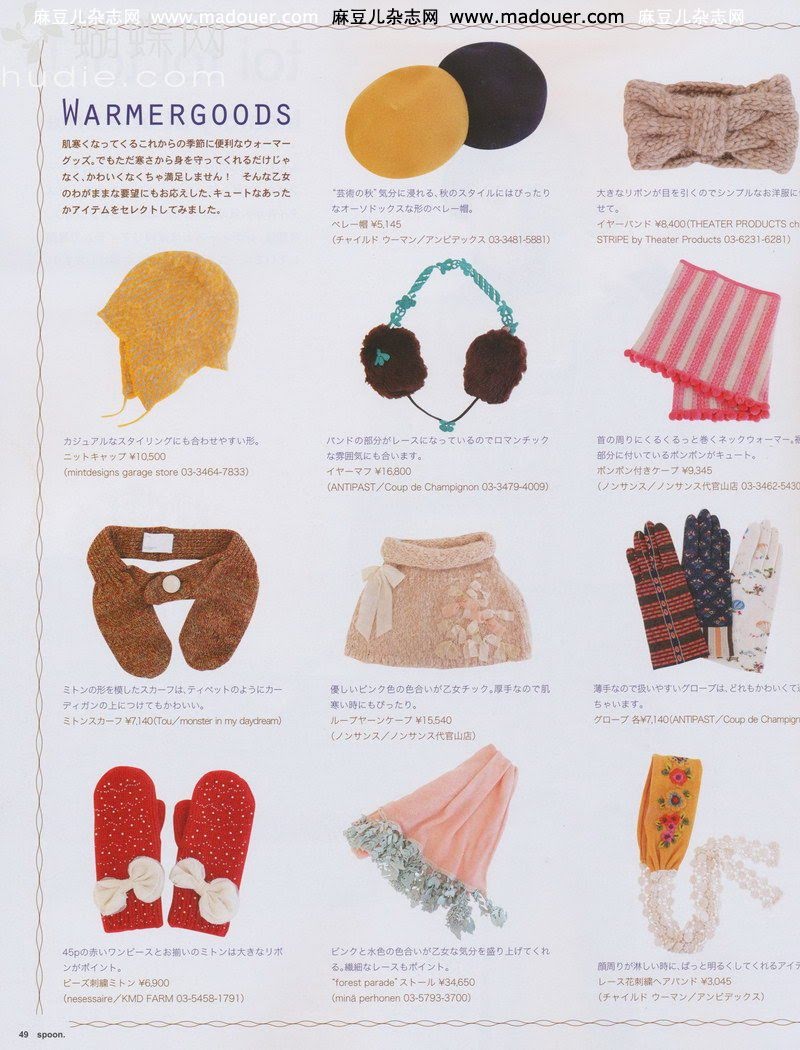 麻豆儿杂志网 www.madouer.com 麻豆儿杂志网 www.madouer.com 麻豆儿杂志网
蝴蝶网
hudie.com
WARMERGOODS
肌寒くなってくるこれからの季節に便利なウォーマー
グッズ。でもただ寒さから身を守ってくれるだけじゃ
なく、かわいくなくちゃ満足しません！ そんな乙女
のわがままな要望にもお応えした、キュートなあった
かアイテムをセレクトしてみました。
“芸術の秋”気分に浸れる、秋のスタイルにはぴったり
なオーソドックスな形のベレー帽。
ベレー帽 ¥5,145
（チャイルド ウーマン／アンビデックス 03-3481-5881）
大きなリボンが目を引くのでシンプルなお洋服に
せて。
イヤーバンド ¥8,400（THEATER PRODUCTS ch
STRIPE by Theater Products 03-6231-6281）
カジュアルなスタイリングにも合わせやすい形。
ニットキャップ ¥10,500
（mintdesigns garage store 03-3464-7833）
バンドの部分がレースになっているのでロマンチック
な雰囲気にも合います。
イヤーマフ ¥16,800
（ANTIPAST／Coup de Champignon 03-3479-4009）
首の周りにくるくるっと巻くネックウォーマー。
部分に付いているポンポンがキュート。
ポンポン付きケープ ¥9,345
（ノンサンス／ノンサンス代官山店 03-3462-5430
ミトンの形を模したスカーフは、ティペットのようにカー
ディガンの上につけてもかわいい。
ミトンスカーフ ¥7,140（Tou／monster in my daydream）
優しいピンク色の色合いが乙女チック。厚手なので肌
寒い時にもぴったり。
ループヤーンケープ ¥15,540
（ノンサンス／ノンサンス代官山店）
薄手なので扱いやすいグローブは、どれもかわいくて
ちゃいます。
グローブ 各¥7,140（ANTIPAST／Coup de Champign
45pの赤いワンピースとお揃いのミトンは大きなリボ
ンがポイント。
ビーズ刺繍ミトン ¥6,900
（nesessaire／KMD FARM 03-5458-1791）
ピンクと水色の色合いが乙女な気分を盛り上げてくれ
る。繊細なレースもポイント。
“forest parade”ストール ¥34,650
（minä perhonen 03-5793-3700）
顔周りが淋しい時に、ぱっと明るくしてくれるアイテ
レース花刺繍ヘアバンド ¥3,045
（チャイルド ウーマン／アンビデックス）
49 spoon.